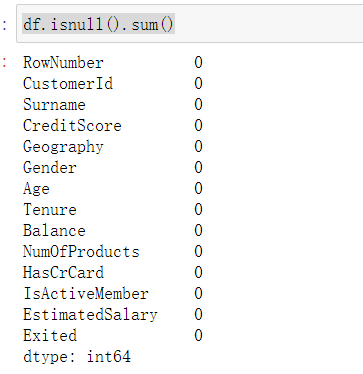 : df.isnull().sum()
: RowNumber 0
CustomerId 0
Surname 0
CreditScore 0
Geography 0
Gender 0
Age 0
Tenure 0
Balance 0
NumOfProducts 0
HasCrCard 0
IsActiveMember 0
EstimatedSalary 0
Exited 0
dtype: int64